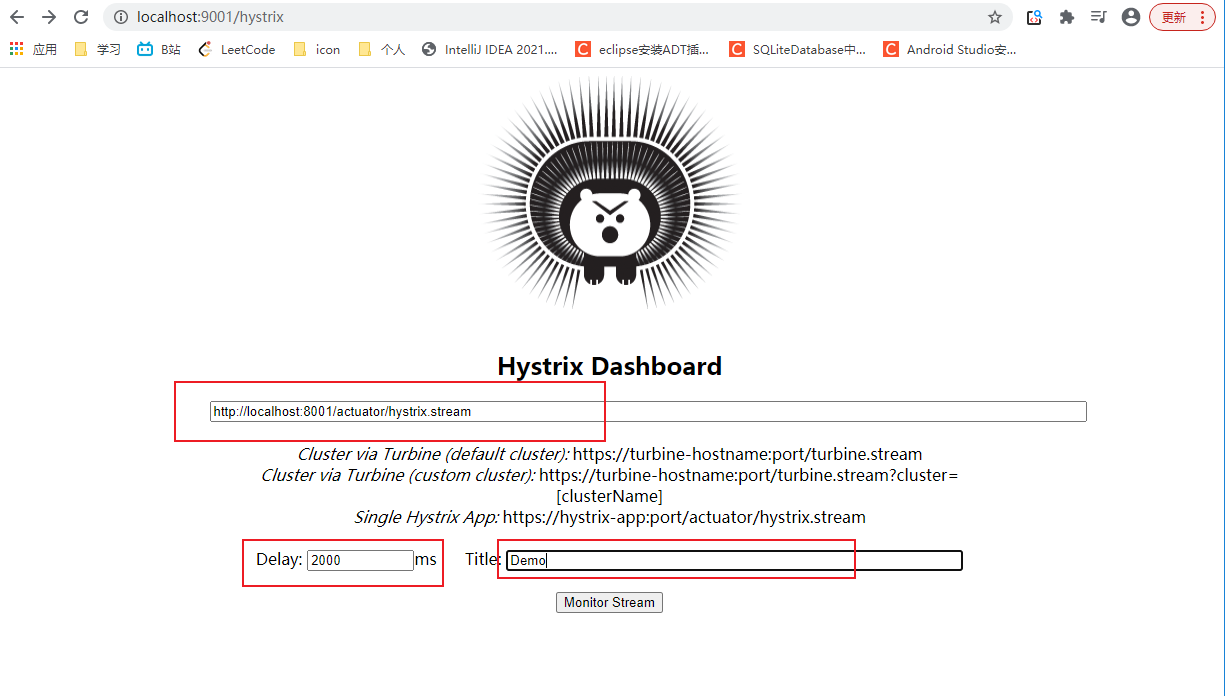 localhost:9001/hystrix
更新
应用 学习 B站 LeetCode icon 个人 IntelliJ IDEA 2021.... eclipse安装ADT插... SQLiteDatabase中... Android Studio安...
Hystrix Dashboard
http://localhost:8001/actuator/hystrix.stream
Cluster via Turbine (default cluster): https://turbine-hostname:port/turbine.stream
Cluster via Turbine (custom cluster): https://turbine-hostname:port/turbine.stream?cluster=
[clusterName]
Single Hystrix App: https://hystrix-app:port/actuator/hystrix.stream
Delay: 2000 ms Title: Demo
Monitor Stream